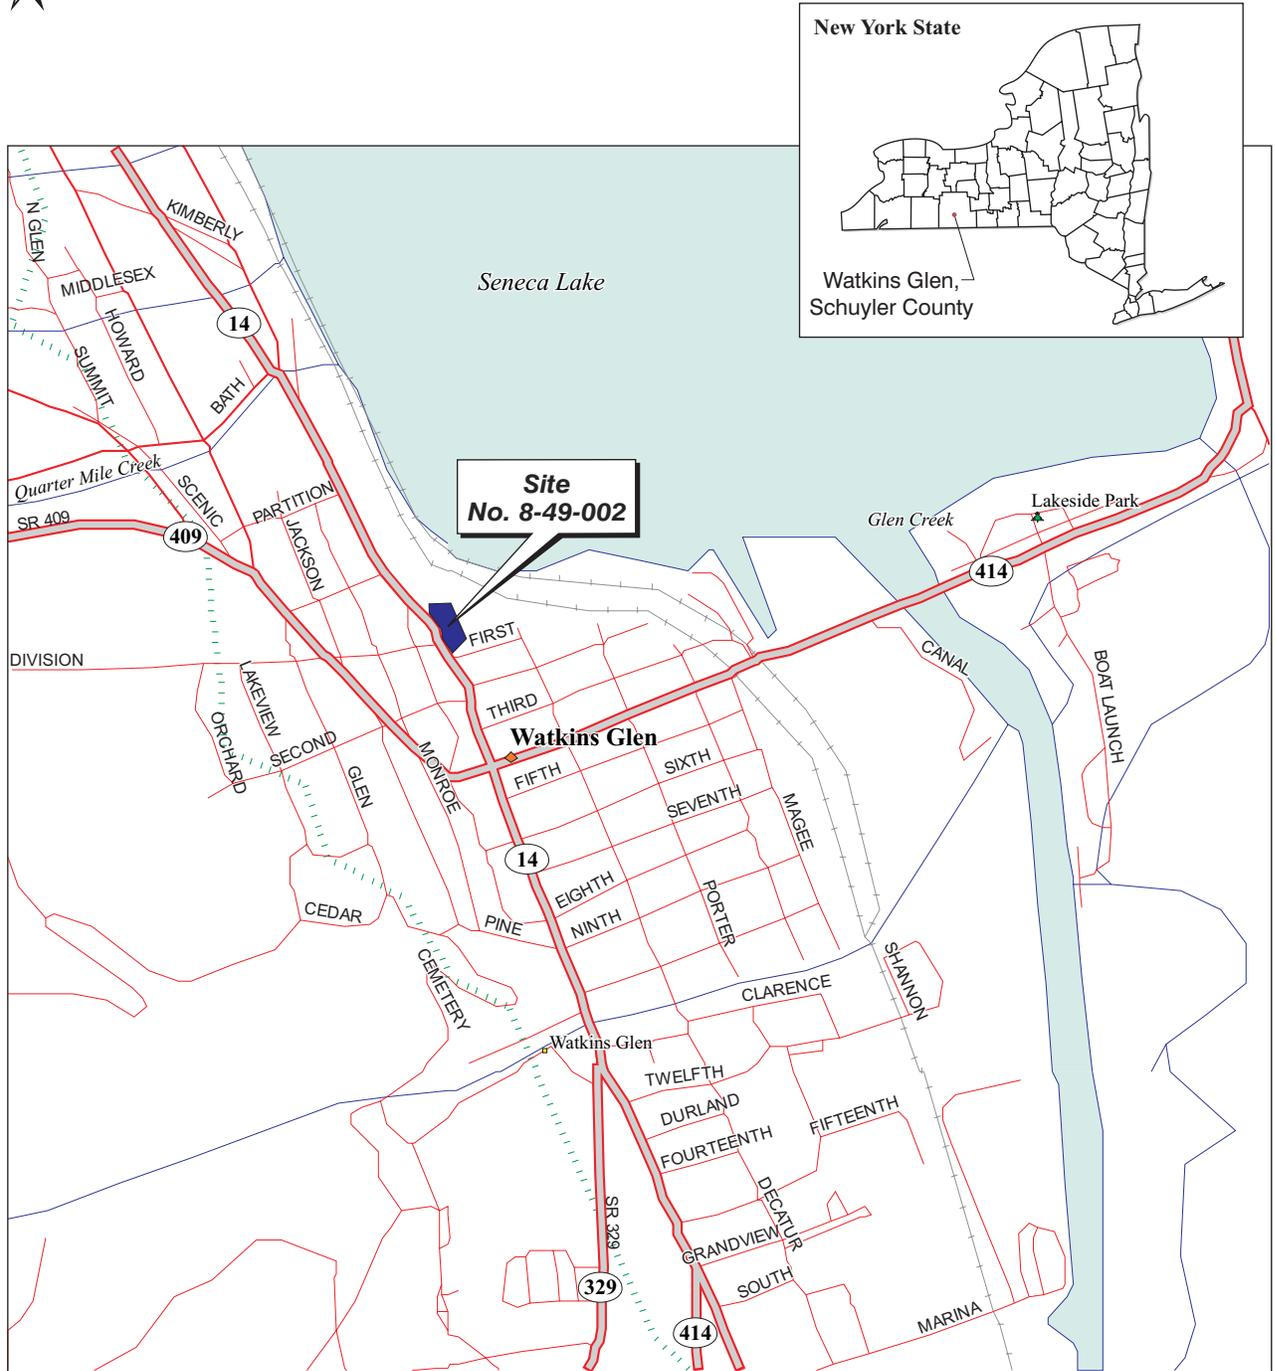 New York State
Watkins Glen,
Schuyler County
N GLEN
KIMBERLY
MIDDLESEX
HOWARD
14
SUMMIT
BATH
Seneca Lake
Quarter Mile Creek
SR 409
409
SCENIC
PARTITION
JACKSON
Site
No. 8-49-002
Glen Creek
Lakeside Park
414
FIRST
DIVISION
CANAL
BOAT LAUNCH
LAKEVIEW
ORCHARD
SECOND
THIRD
Watkins Glen
GLEN
MONROE
FIFTH
SIXTH
SEVENTH
MAGEE
14
EIGHTH
NINTH
PORTER
CEDAR
PINE
CEMETERY
CLARENCE
SHANNON
Watkins Glen
TWELFTH
DURLAND
FOURTEENTH
FIFTEENTH
DECATUR
SR 329
GRANDVIEW
SOUTH
329
414
MARINA